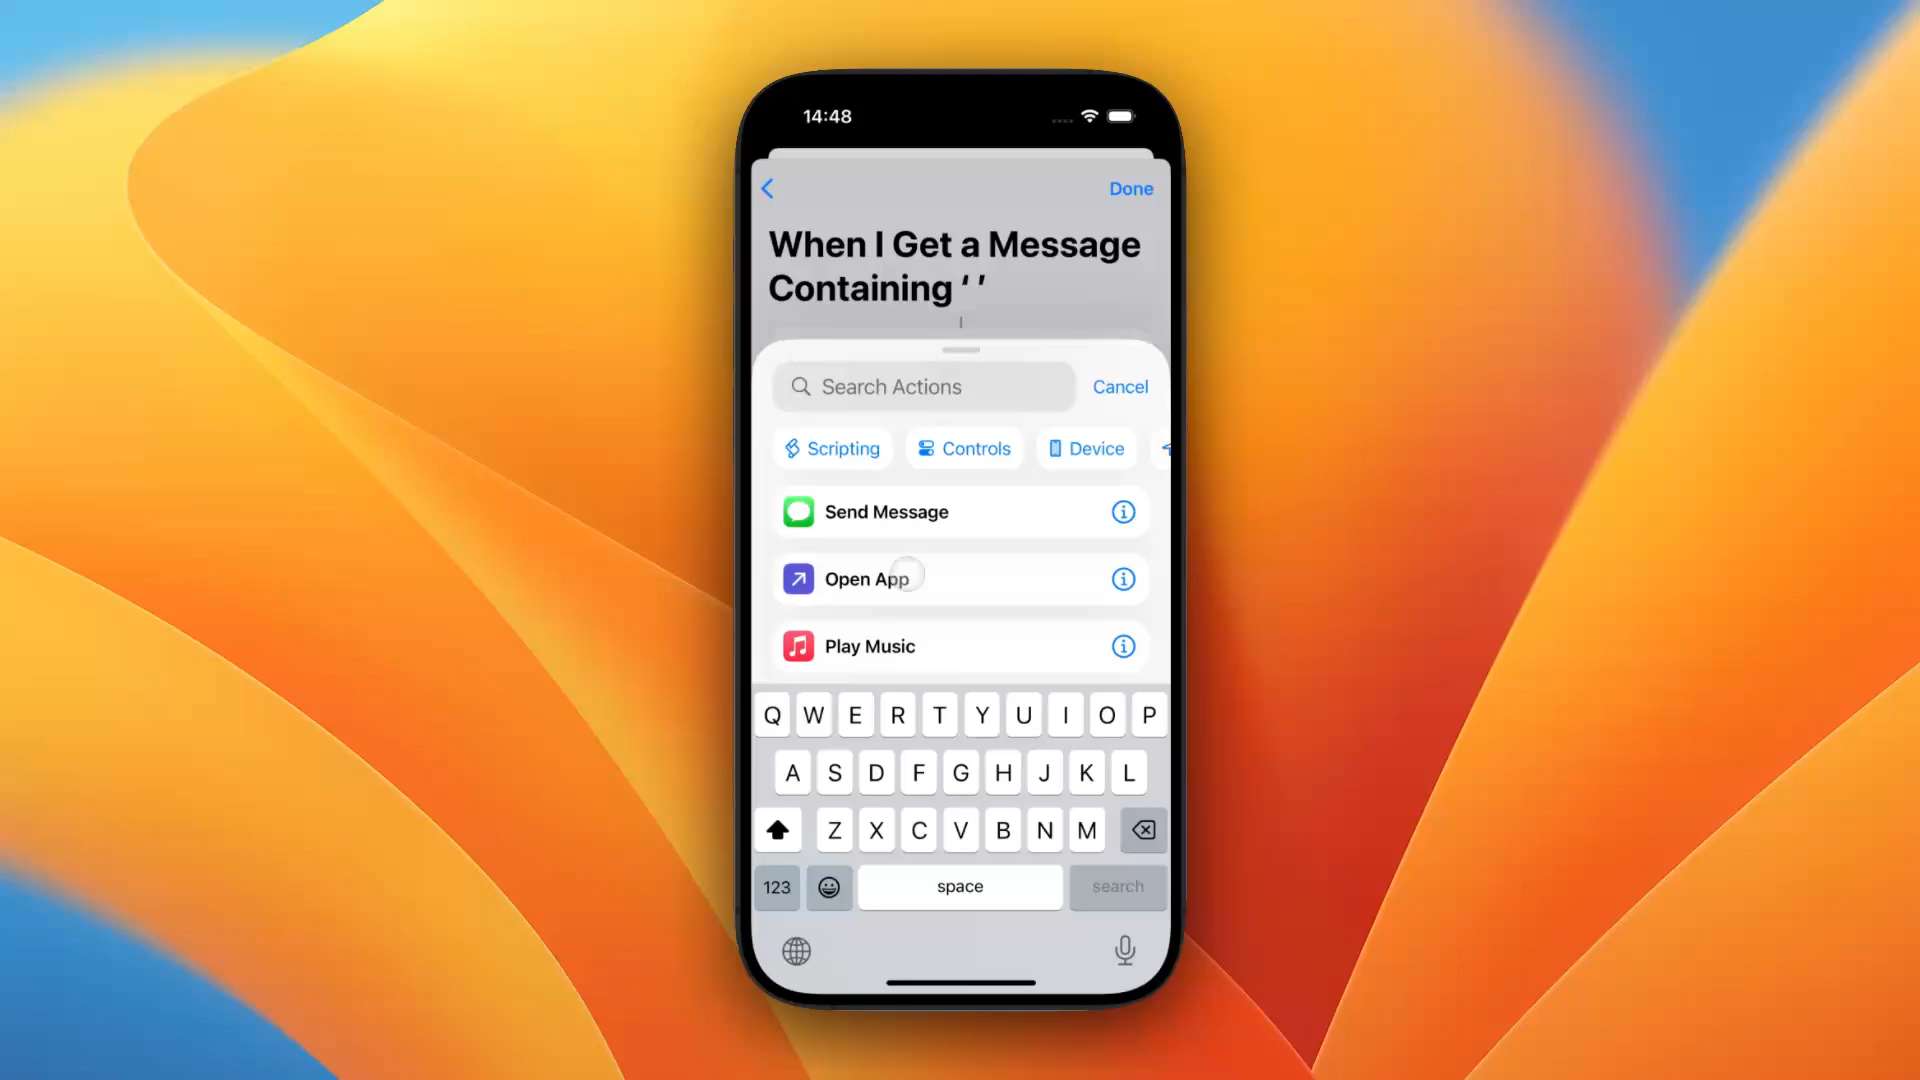 14:48
Done
When I Get a Message
Containing ‘ ’
Search Actions Cancel
Scripting Controls Device
Send Message
Open App
Play Music
Q W E R T Y U I O P
A S D F G H J K L
Z X C V B N M
123 space search